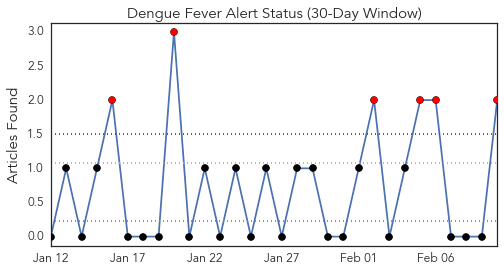 Dengue Fever Alert Status (30-Day Window)
Articles Found
3.0
2.5
2.0
1.5
1.0
0.5
0.0
Jan 12
Jan 17
Jan 22
Jan 27
Feb 01
Feb 06